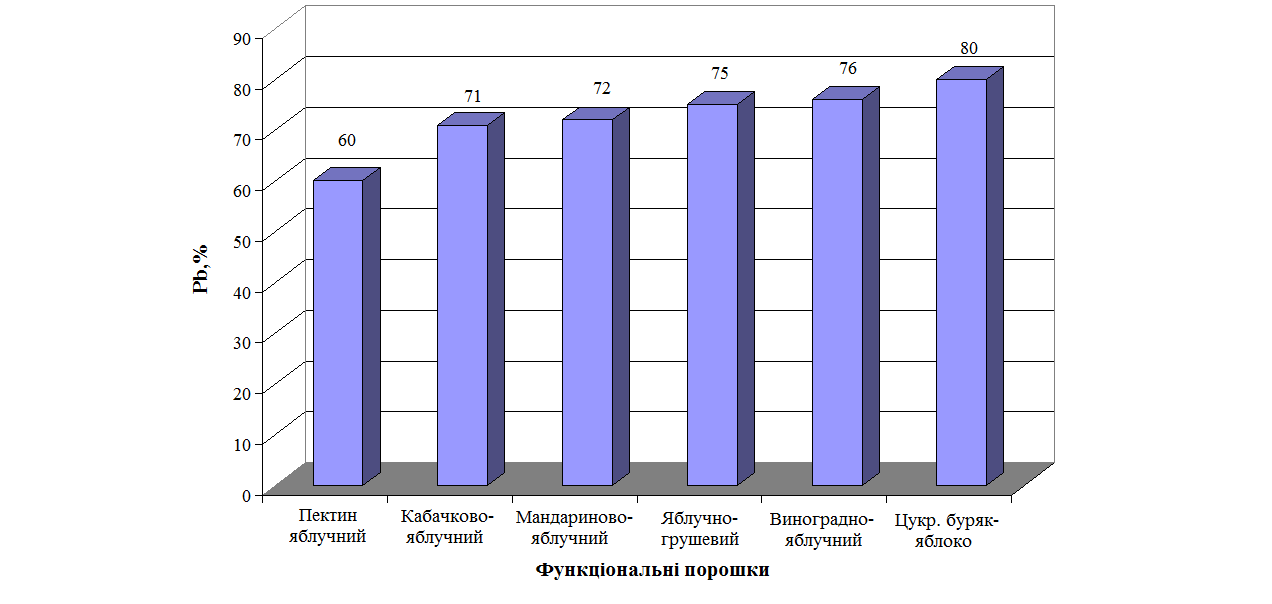 90
80
70
60
50
40
30
20
10
0
Pb,%
60
71
72
75
76
80
Пектин
яблучний
Кабачково-
яблучний
Мандариново-
яблучний
Яблучно-
грушевий
Виноградно-
яблучний
Цукр. буряк-
яблоко
Функціональні порошки